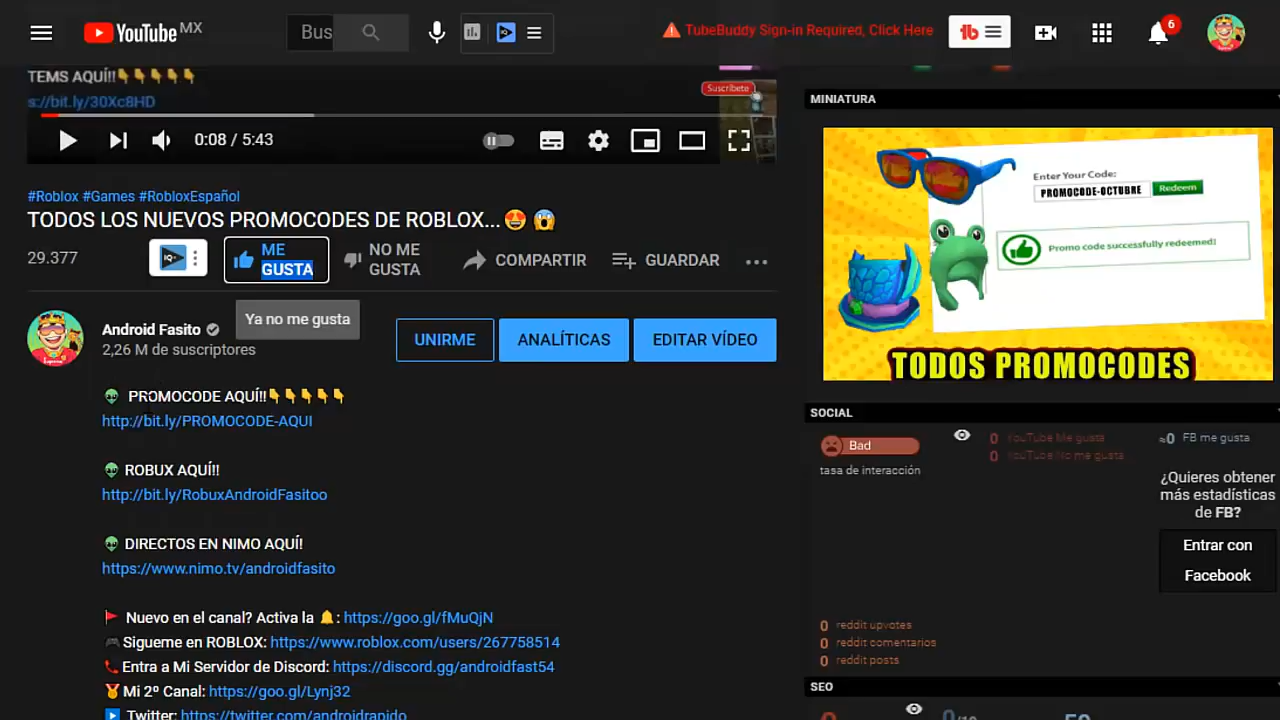 YouTube MX
Bus
TubeBuddy Sign-in Required, Click Here
tb
6
TEMS AQUÍ!!👇👇👇👇👇
s://bit.ly/30Xc8HD
Suscríbete
0:08 / 5:43
#Roblox #Games #RobloxEspañol
TODOS LOS NUEVOS PROMOCODES DE ROBLOX...😍 😱
29.377
IQ
ME GUSTA
NO ME GUSTA
COMPARTIR
GUARDAR
Ya no me gusta
Android Fasito
2,26 M de suscriptores
UNIRME
ANALÍTICAS
EDITAR VÍDEO
👽 PROMOCODE AQUÍ!!👇👇👇👇👇
http://bit.ly/PROMOCODE-AQUI
👽 ROBUX AQUÍ!!
http://bit.ly/RobuxAndroidFasitoo
👽 DIRECTOS EN NIMO AQUÍ!
https://www.nimo.tv/androidfasito
🚩 Nuevo en el canal? Activa la 🔔: https://goo.gl/fMuQjN
🎮Sigueme en ROBLOX: https://www.roblox.com/users/267758514
📞Entra a Mi Servidor de Discord: https://discord.gg/androidfast54
🏅Mi 2º Canal: https://goo.gl/Lynj32
▶ Twitter: https://twitter.com/androidrapido
MINIATURA
Enter Your Code:
PROMOCODE-OCTUBRE
Redeem
Promo code successfully redeemed!
TODOS PROMOCODES
SOCIAL
Bad
tasa de interacción
0 YouTube Me gusta
0 YouTube No me gusta
≈0 FB me gusta
¿Quieres obtener
más estadísticas
de FB?
Entrar con
Facebook
0 reddit upvotes
0 reddit comentarios
0 reddit posts
SEO